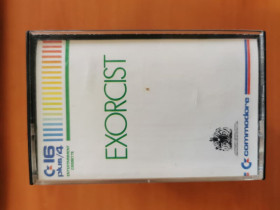 16
plus/4
EXORCIST
commodore